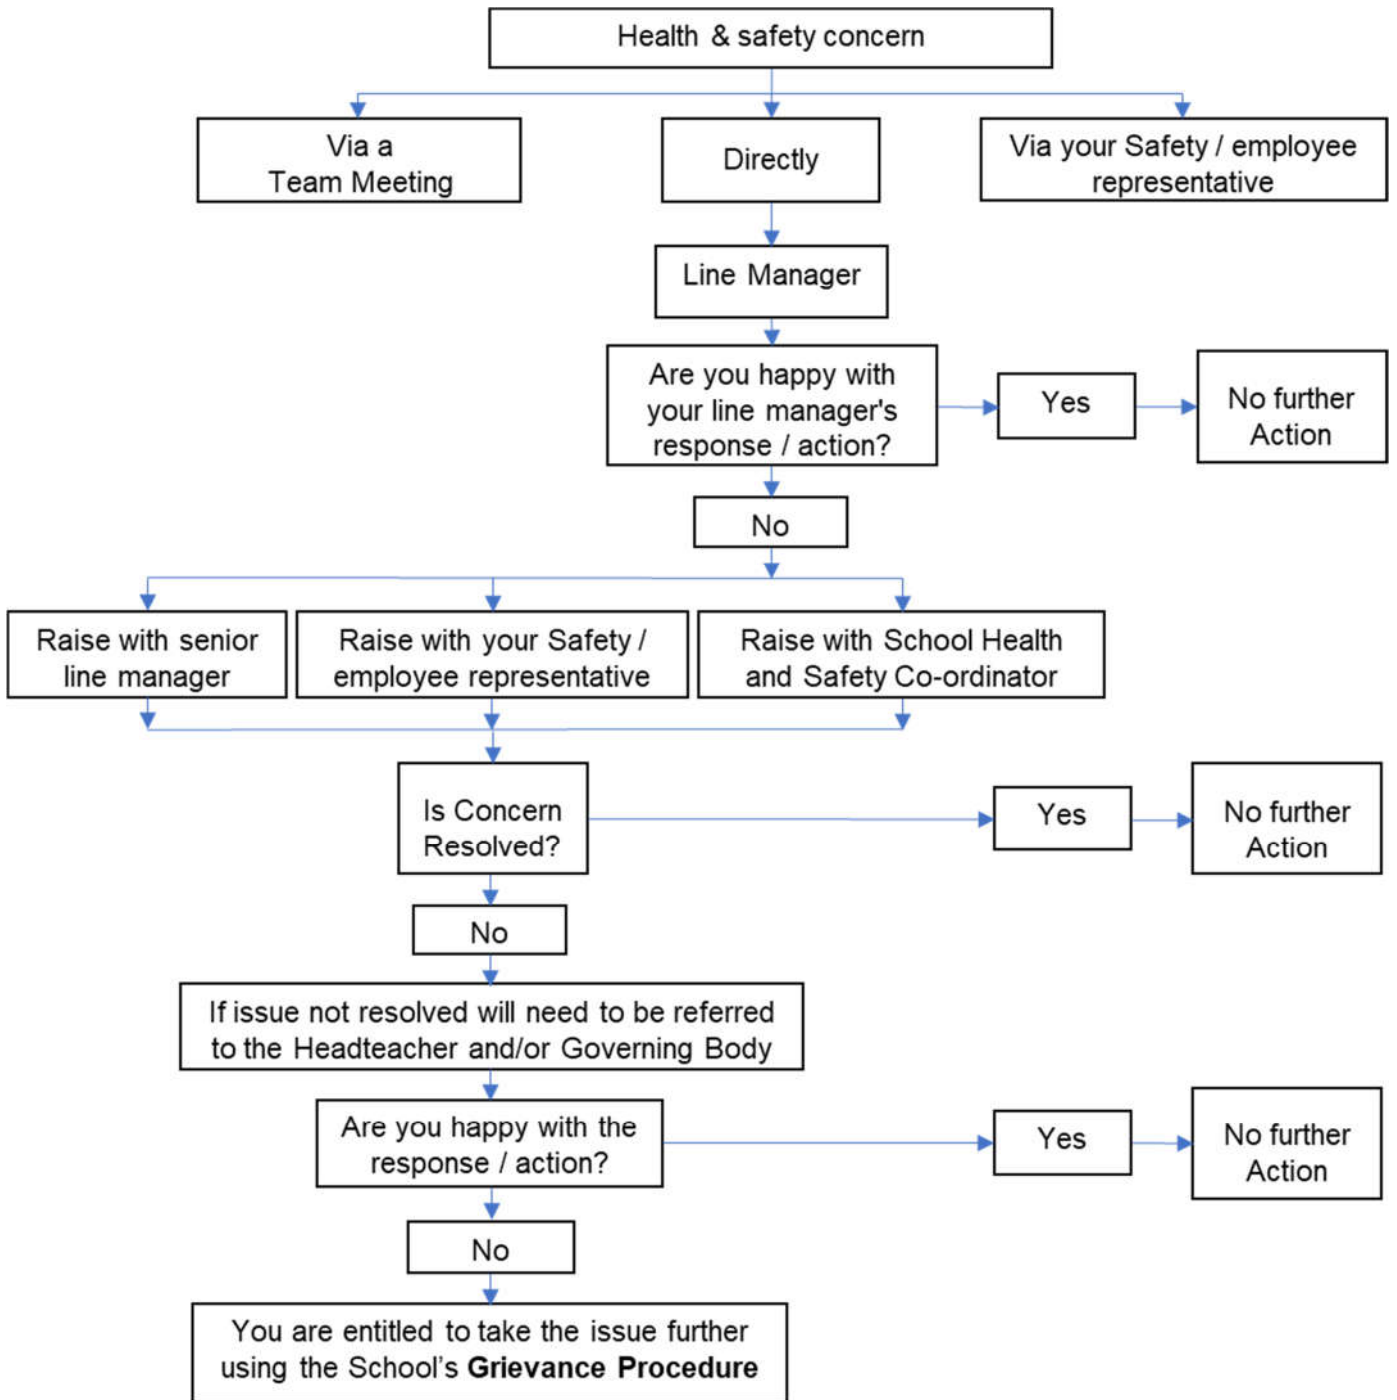 Health & safety concern
Via a
Team Meeting
Directly
Via your Safety / employee
representative
Line Manager
Are you happy with
your line manager's
response / action?
Yes
No further
Action
No
Raise with senior
line manager
Raise with your Safety /
employee representative
Raise with School Health
and Safety Co-ordinator
Is Concern
Resolved?
Yes
No further
Action
No
If issue not resolved will need to be referred
to the Headteacher and/or Governing Body
Are you happy with the
response / action?
Yes
No further
Action
No
You are entitled to take the issue further
using the School’s Grievance Procedure